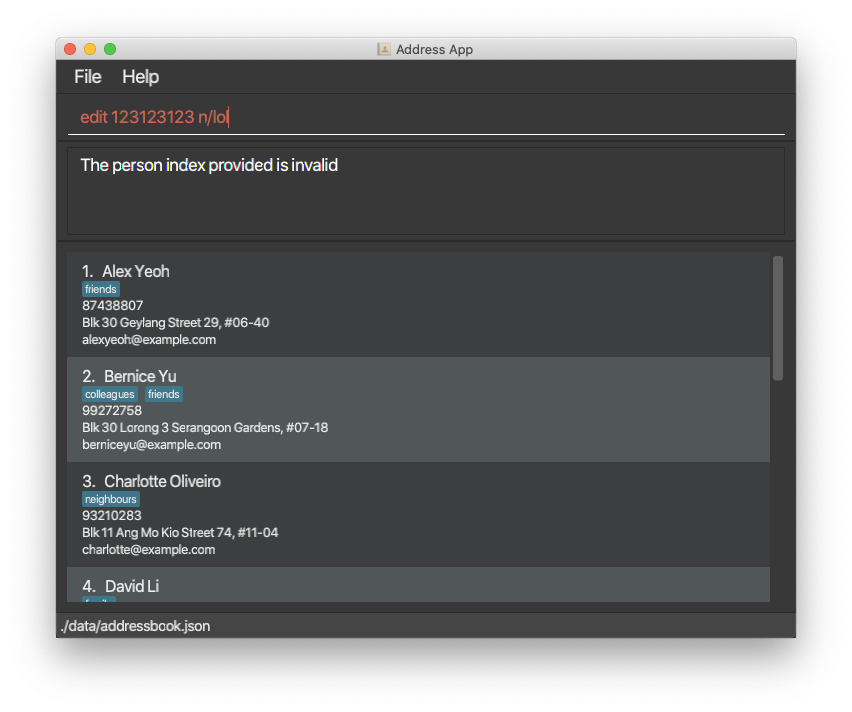 Address App
File Help
edit 123123123 n/lol
The person index provided is invalid
1. Alex Yeoh
friends
87438807
Blk 30 Geylang Street 29, #06-40
alexyeoh@example.com
2. Bernice Yu
colleagues friends
99272758
Blk 30 Lorong 3 Serangoon Gardens, #07-18
berniceyu@example.com
3. Charlotte Oliveiro
neighbours
93210283
Blk 11 Ang Mo Kio Street 74, #11-04
charlotte@example.com
4. David Li
./data/addressbook.json